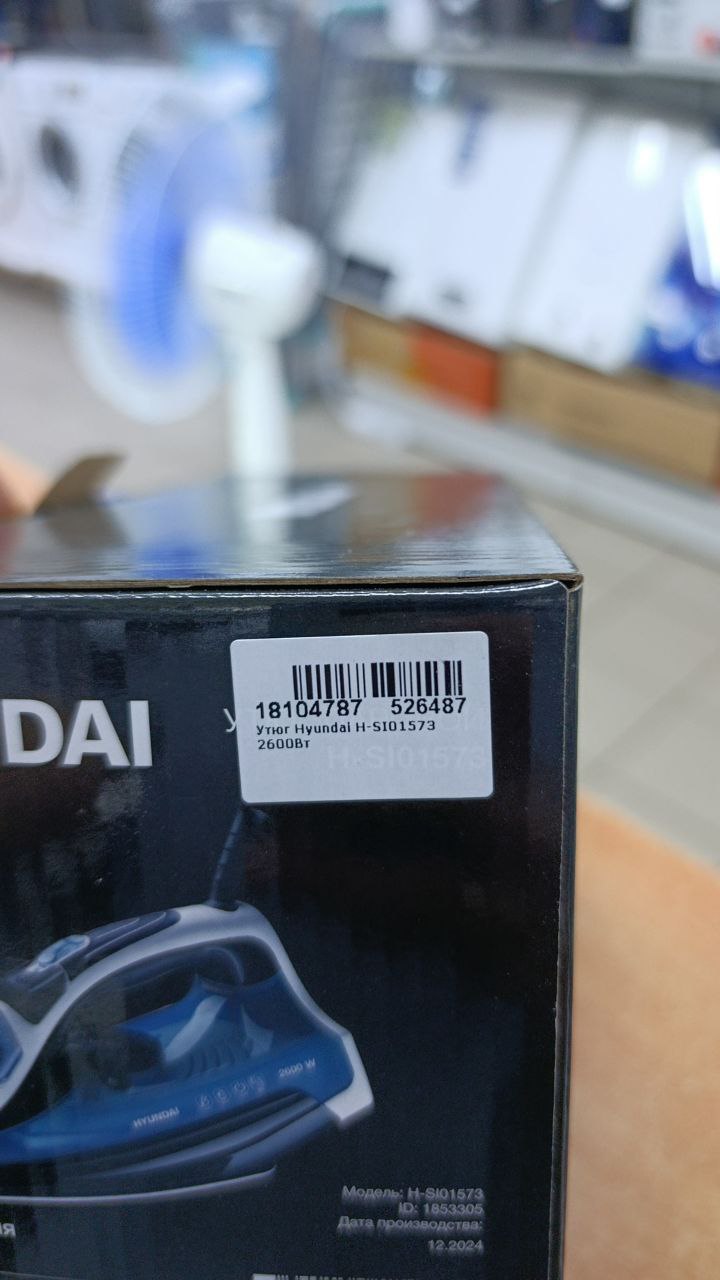 DAI
18104787 526487
Утюг Hyundai H-SI01573
2600Вт
H-SI01573
2600 W
HYUNDAI
Модель: H-SI01573
ID: 1853305
Дата производства:
12.2024